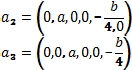 a₂ = (0, a, 0,0, -b/4,0)
a₃ = (0,0, a, 0,0, -b/4)